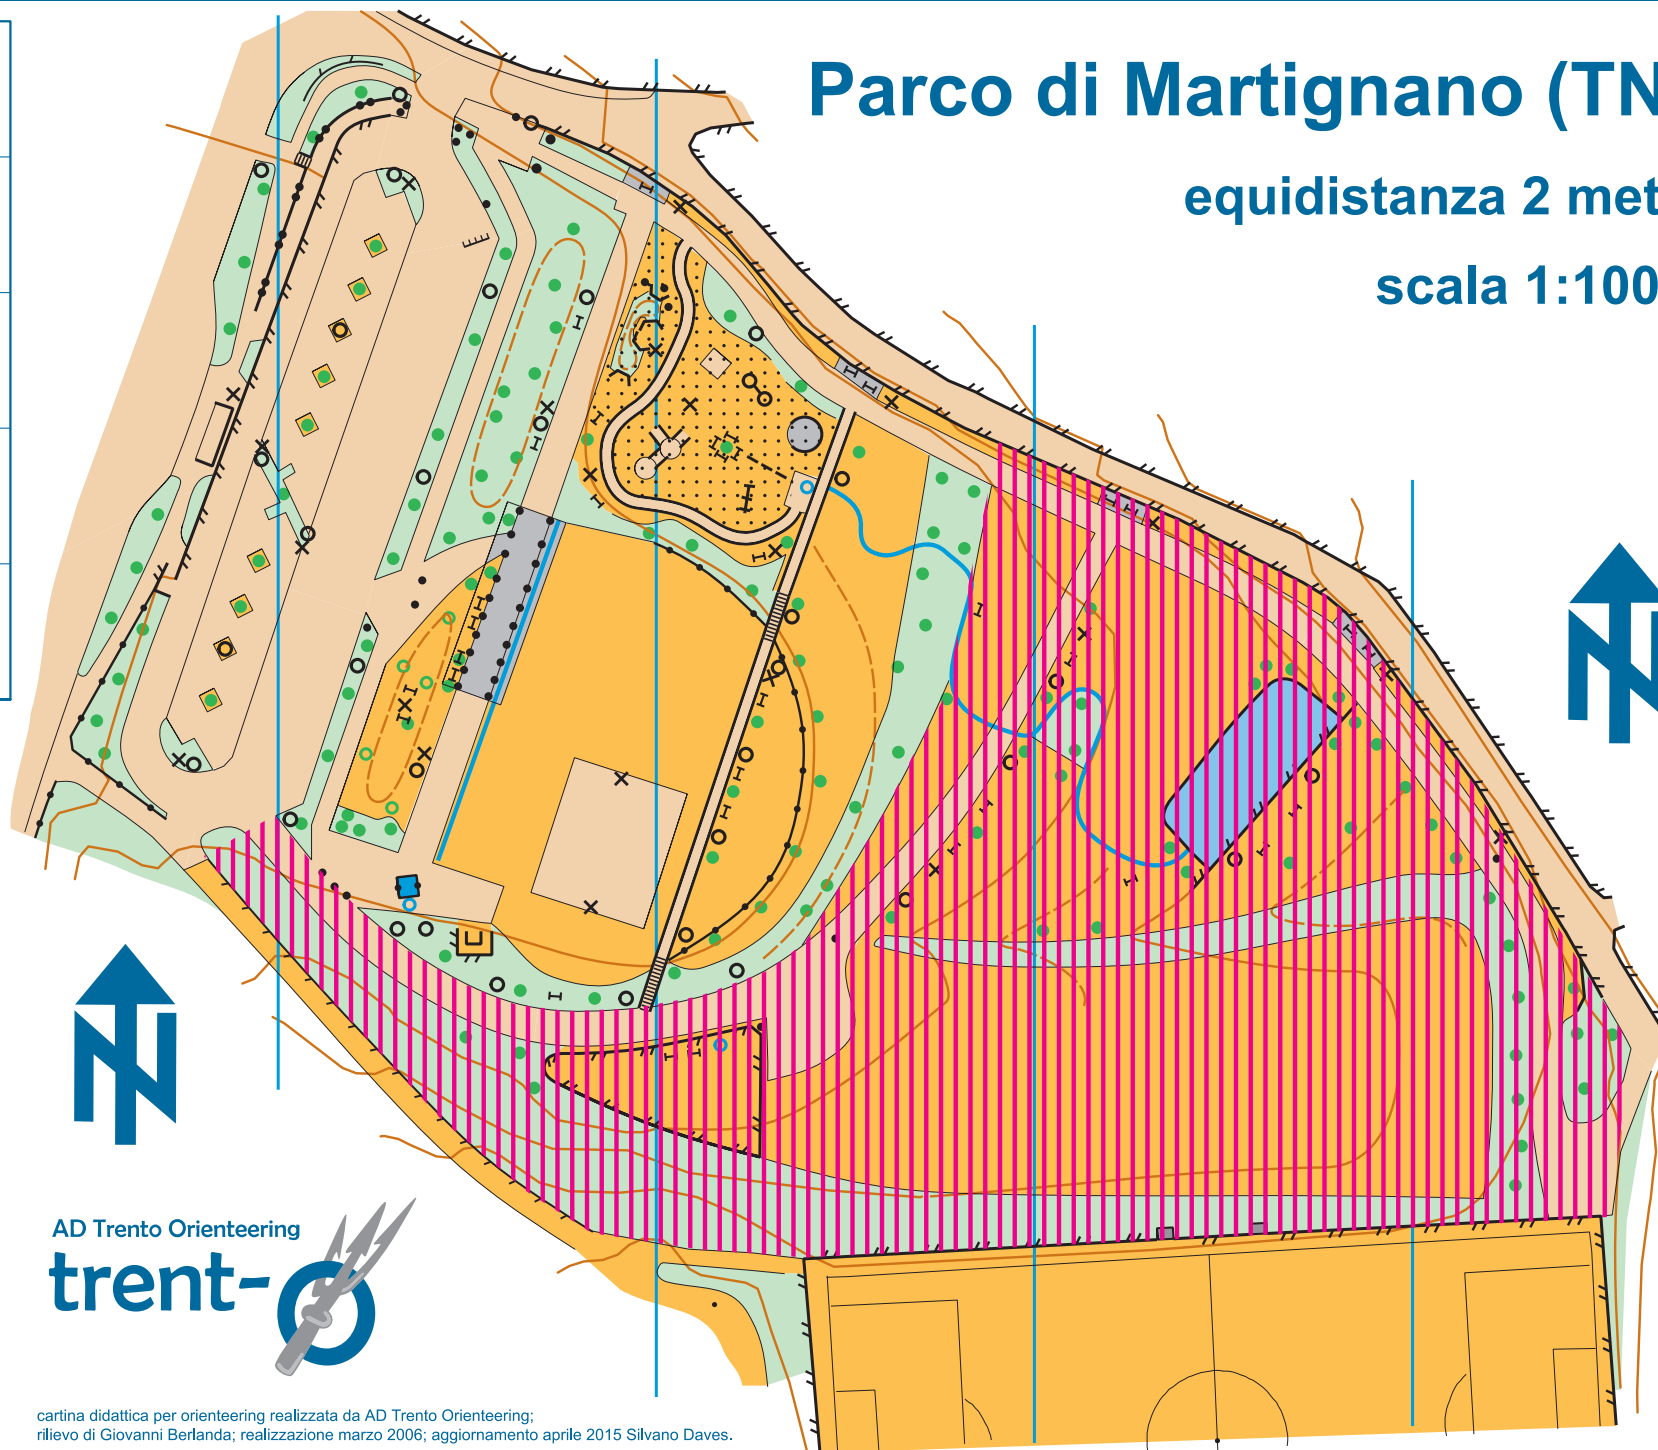 Parco di Martignano (TN
equidistanza 2 met
scala 1:100
AD Trento Orienteering
trent-O
cartina didattica per orienteering realizzata da AD Trento Orienteering;
rilievo di Giovanni Berlanda; realizzazione marzo 2006; aggiornamento aprile 2015 Silvano Daves.